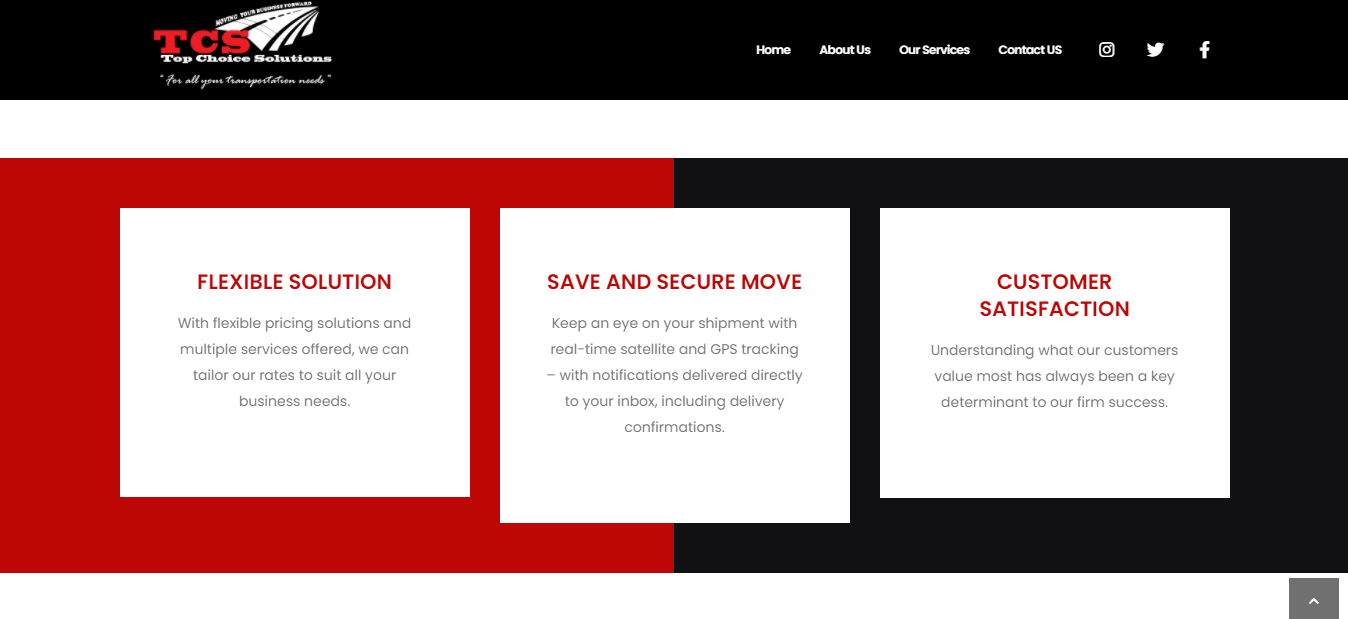 MOVING YOUR BUSINESS FORWARD
TCS
Top Choice Solutions
"For all your transportation needs"
Home About Us Our Services Contact US
FLEXIBLE SOLUTION
With flexible pricing solutions and
multiple services offered, we can
tailor our rates to suit all your
business needs.
SAVE AND SECURE MOVE
Keep an eye on your shipment with
real-time satellite and GPS tracking
– with notifications delivered directly
to your inbox, including delivery
confirmations.
CUSTOMER
SATISFACTION
Understanding what our customers
value most has always been a key
determinant to our firm success.